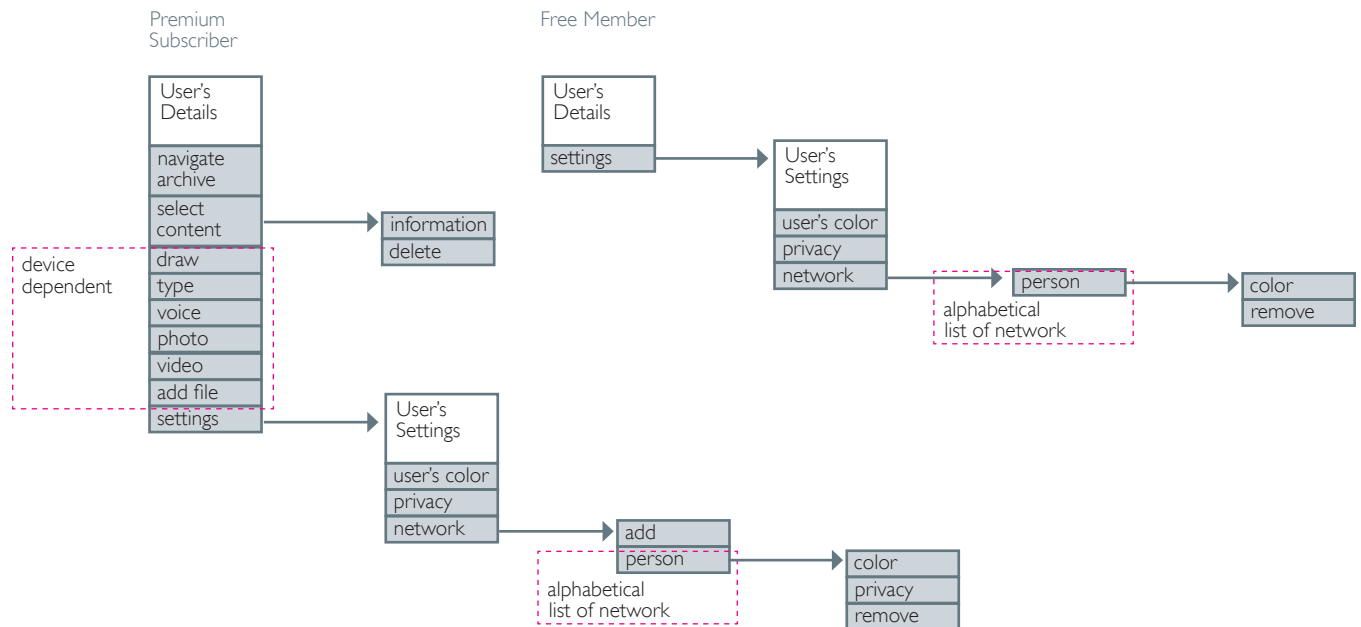 Premium
Subscriber
User's
Details
navigate
archive
select
content
draw
type
voice
photo
video
add file
settings
device
dependent
information
delete
User's
Settings
user's color
privacy
network
add
person
alphabetical
list of network
color
privacy
remove
Free Member
User's
Details
settings
User's
Settings
user's color
privacy
network
person
alphabetical
list of network
color
remove